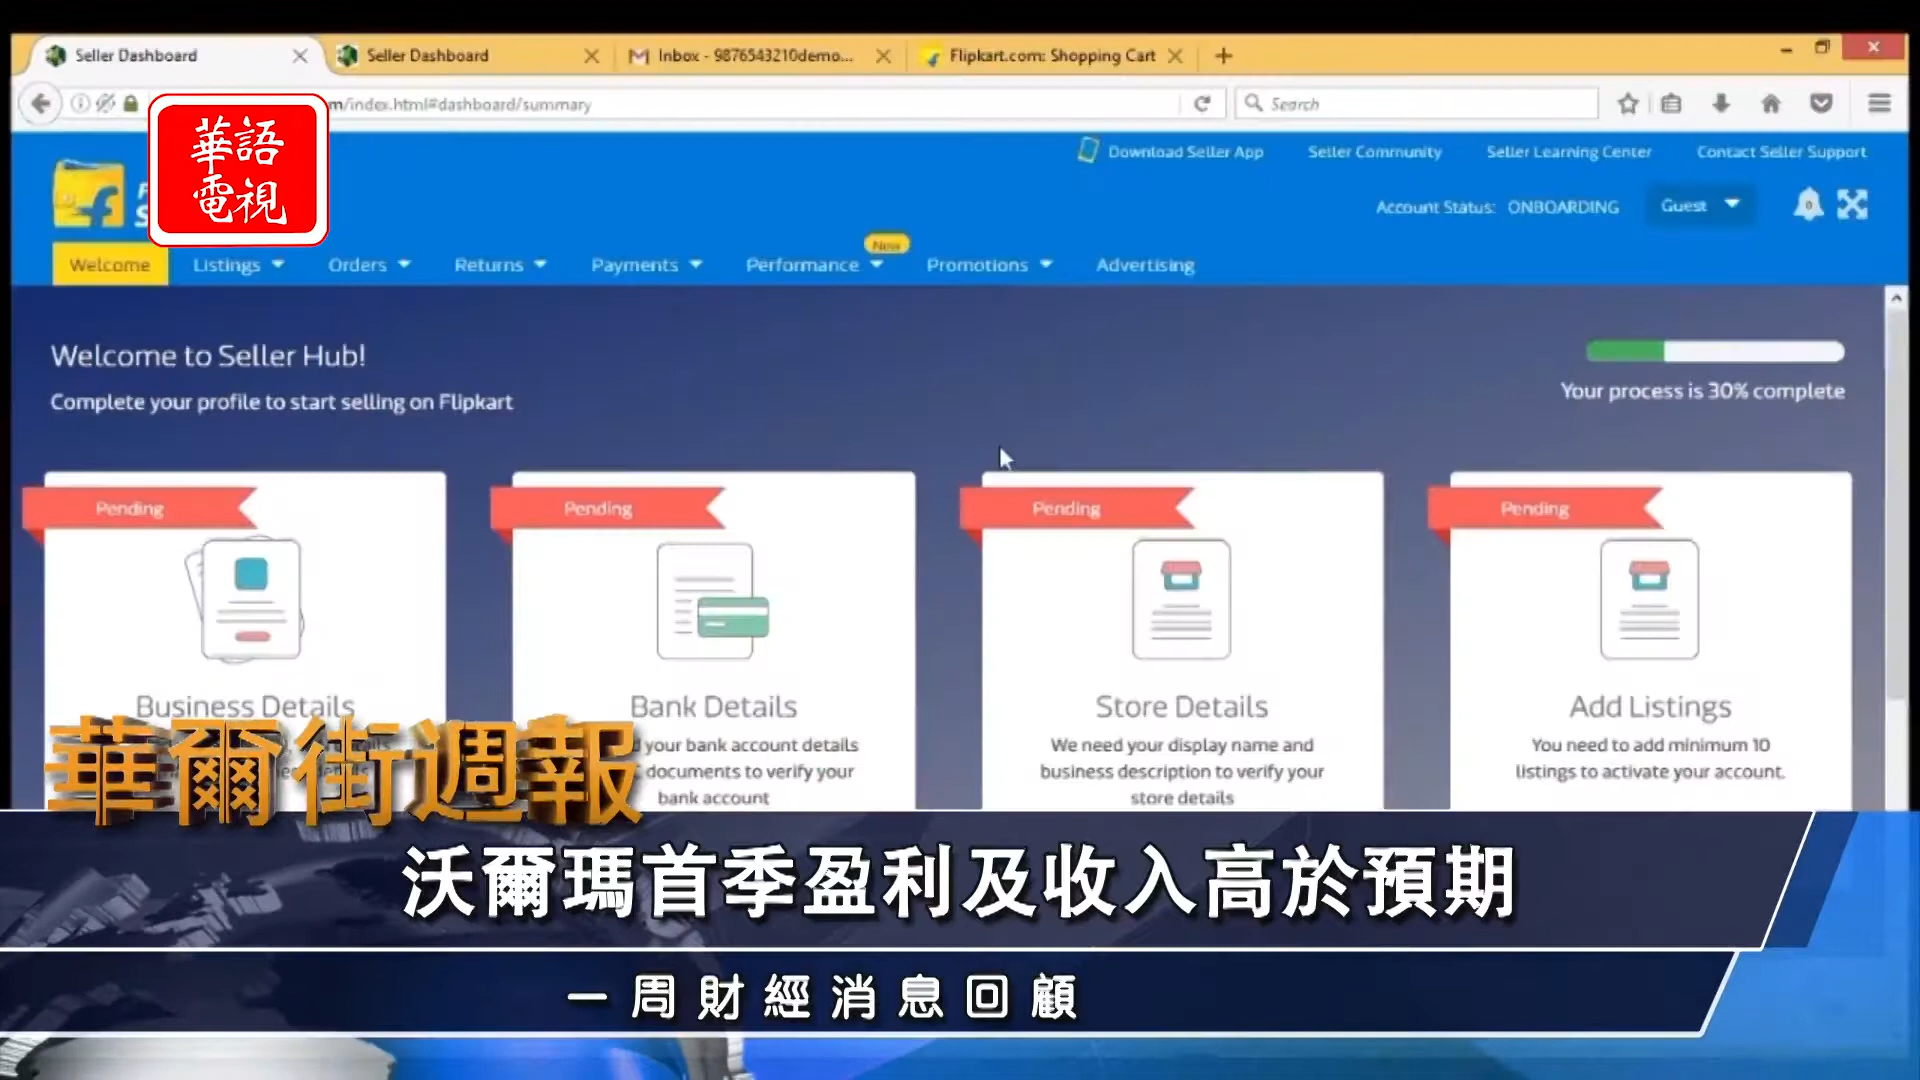 Seller Dashboard
Seller Dashboard
Inbox - 9876543210demo...
Flipkart.com: Shopping Cart
m/index.html#dashboard/summary
Search
華語
電視
Download Seller App
Seller Community
Seller Learning Center
Contact Seller Support
Account Status: ONBOARDING
Guest
New
Welcome
Listings
Orders
Returns
Payments
Performance
Promotions
Advertising
Welcome to Seller Hub!
Complete your profile to start selling on Flipkart
Your process is 30% complete
Pending
Pending
Pending
Pending
Business Details
Bank Details
your bank account details
documents to verify your
bank account
Store Details
We need your display name and
business description to verify your
store details
Add Listings
You need to add minimum 10
listings to activate your account.
華爾街週報
沃爾瑪首季盈利及收入高於預期
一周財經消息回顧